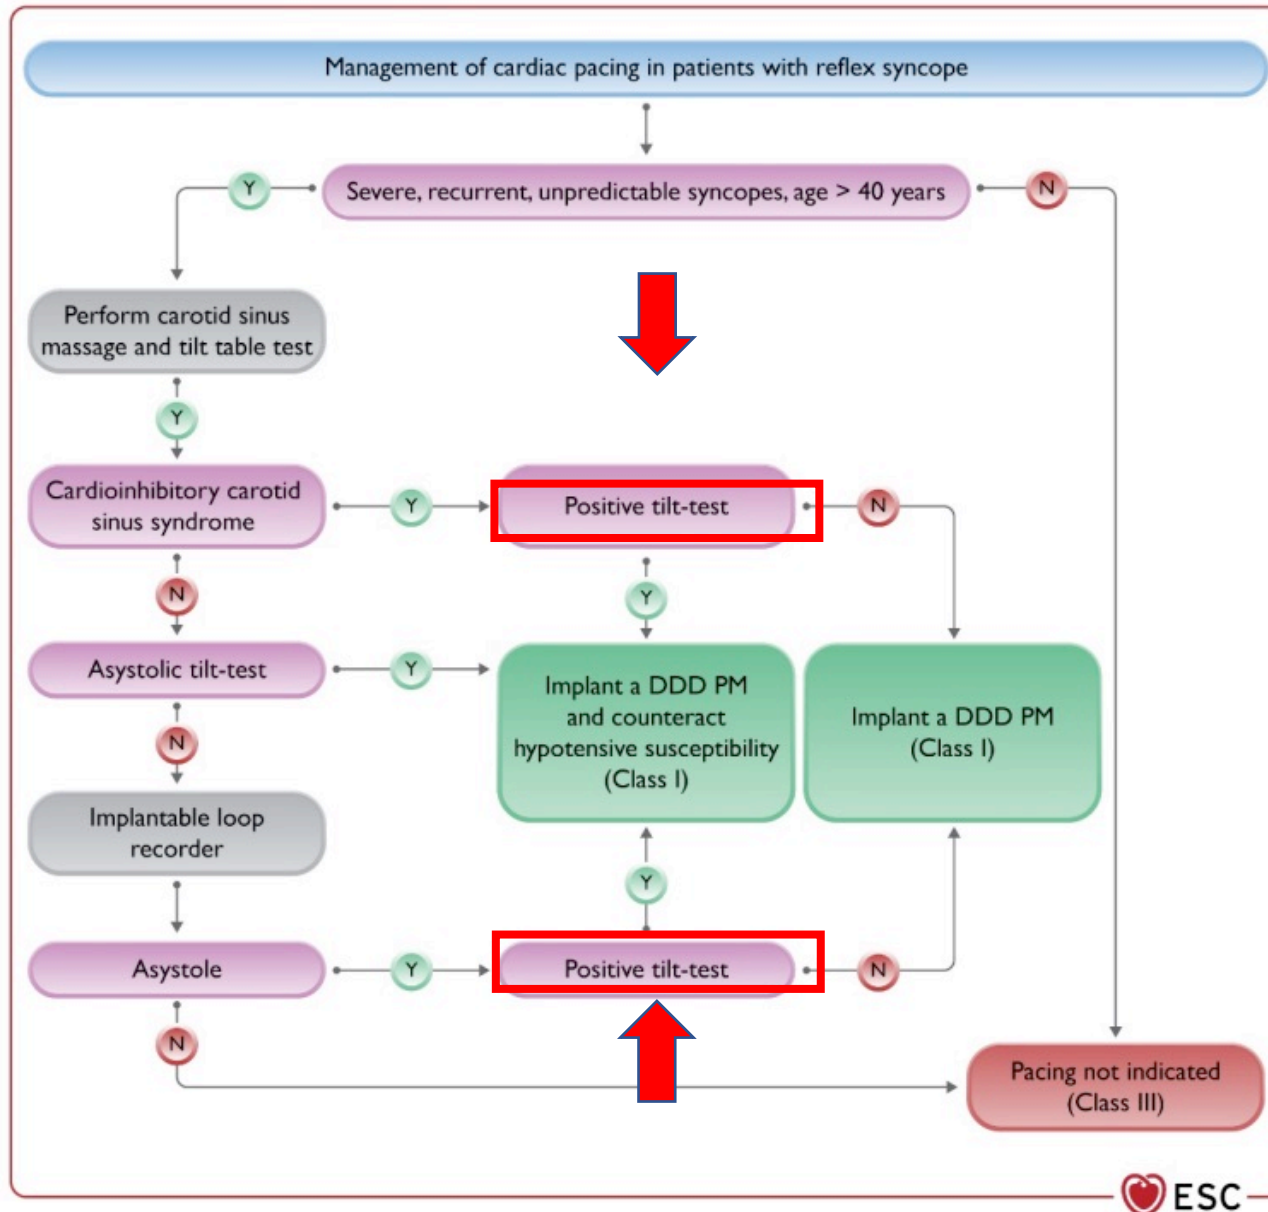 Management of cardiac pacing in patients with reflex syncope
Y
Severe, recurrent, unpredictable syncopes, age > 40 years
N
Perform carotid sinus
massage and tilt table test
Y
Cardioinhibitory carotid
sinus syndrome
Y
Positive tilt-test
N
N
Y
Asystolic tilt-test
Y
Implant a DDD PM
and counteract
hypotensive susceptibility
(Class I)
Implant a DDD PM
(Class I)
N
Implantable loop
recorder
Y
Asystole
Y
Positive tilt-test
N
N
Pacing not indicated
(Class III)
ESC